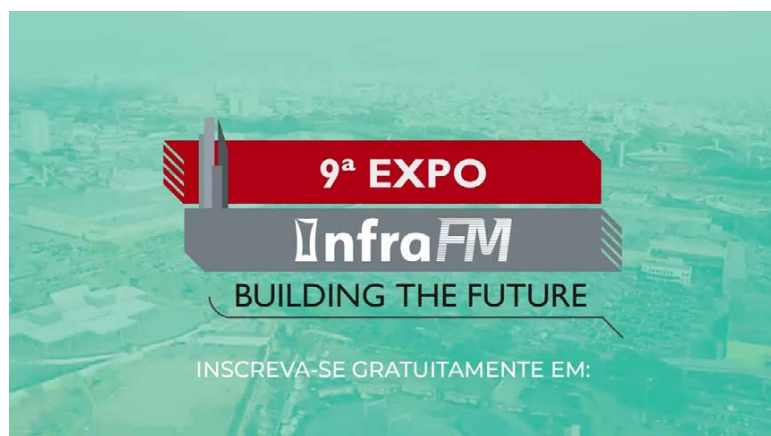 9ª EXPO
InfraFM
BUILDING THE FUTURE
INSCREVA-SE GRATUITAMENTE EM: